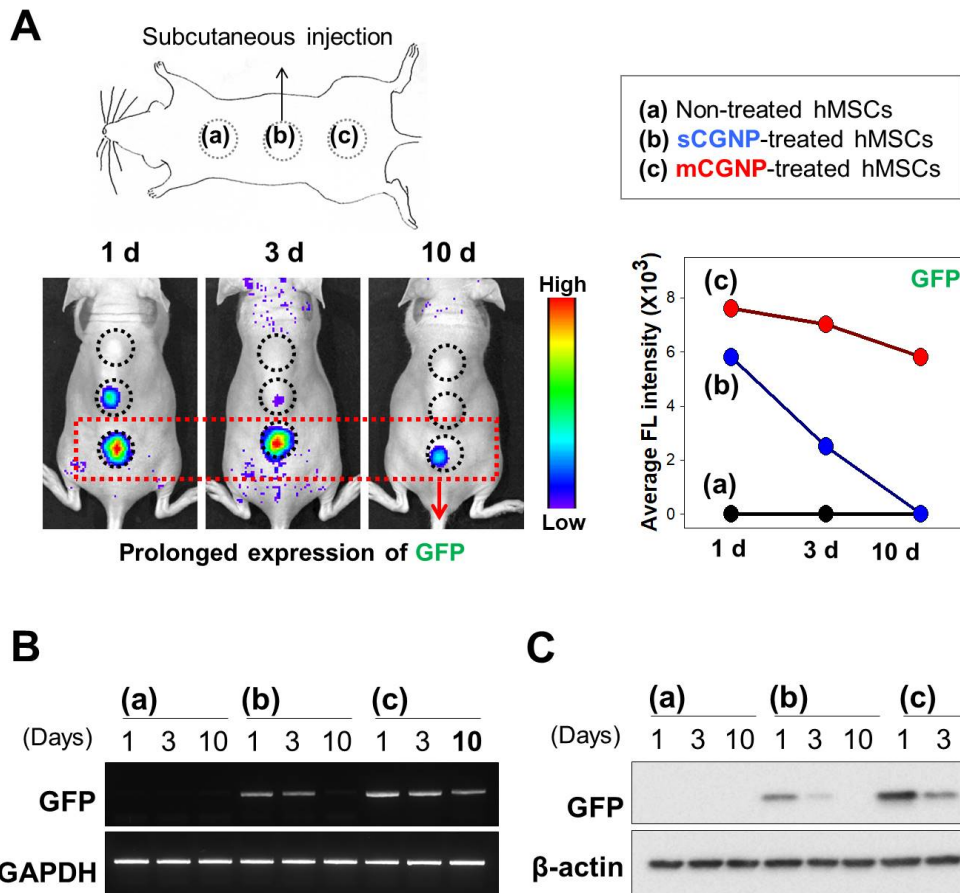 A
Subcutaneous injection
(a) (b) (c)
(a) Non-treated hMSCs
(b) sCGNP-treated hMSCs
(c) mCGNP-treated hMSCs
1 d 3 d 10 d
High
Low
Prolonged expression of GFP
Average FL intensity (X10³)
GFP
8
6
4
2
0
(c)
(b)
(a)
1 d 3 d 10 d
B
(a) (b) (c)
(Days) 1 3 10 1 3 10 1 3 10
GFP
GAPDH
C
(a) (b) (c)
(Days) 1 3 10 1 3 10 1 3
GFP
β-actin